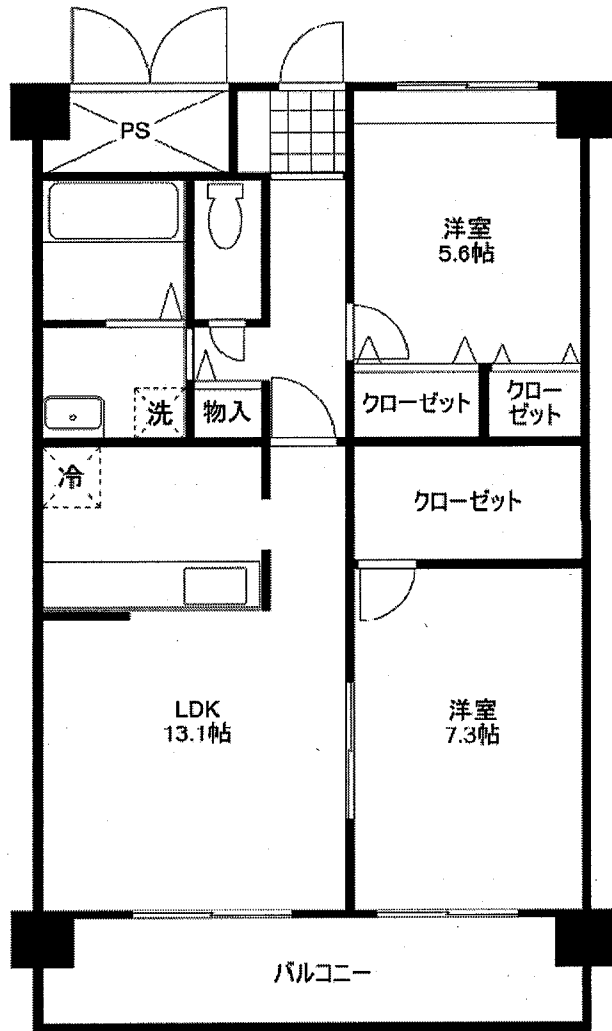 PS
洋室
5.6帖
洗
物入
クローゼット
クロー
ゼット
冷
クローゼット
LDK
13.1帖
洋室
7.3帖
バルコニー